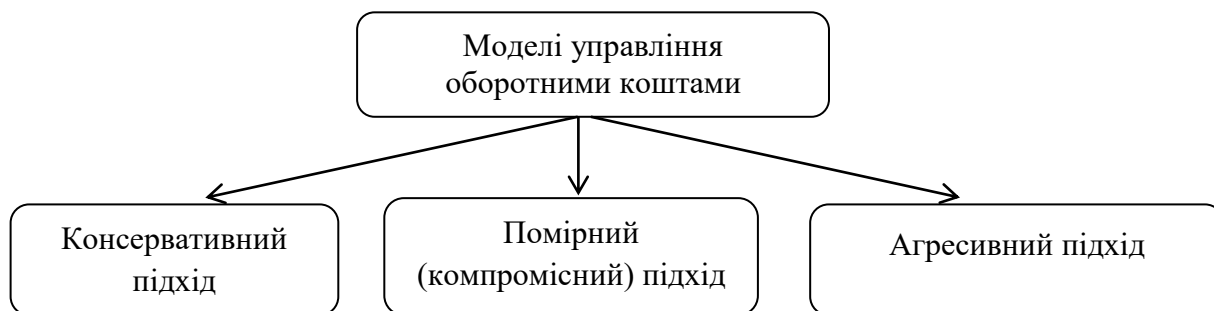 Моделі управління
оборотними коштами
Консервативний
підхід
Помірний
(компромісний) підхід
Агресивний підхід